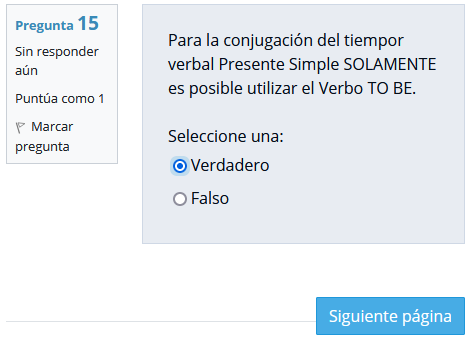 Pregunta 15
Sin responder
aún
Puntúa como 1
Marcar
pregunta
Para la conjugación del tiempor
verbal Presente Simple SOLAMENTE
es posible utilizar el Verbo TO BE.
Seleccione una:
Verdadero
Falso
Siguiente página